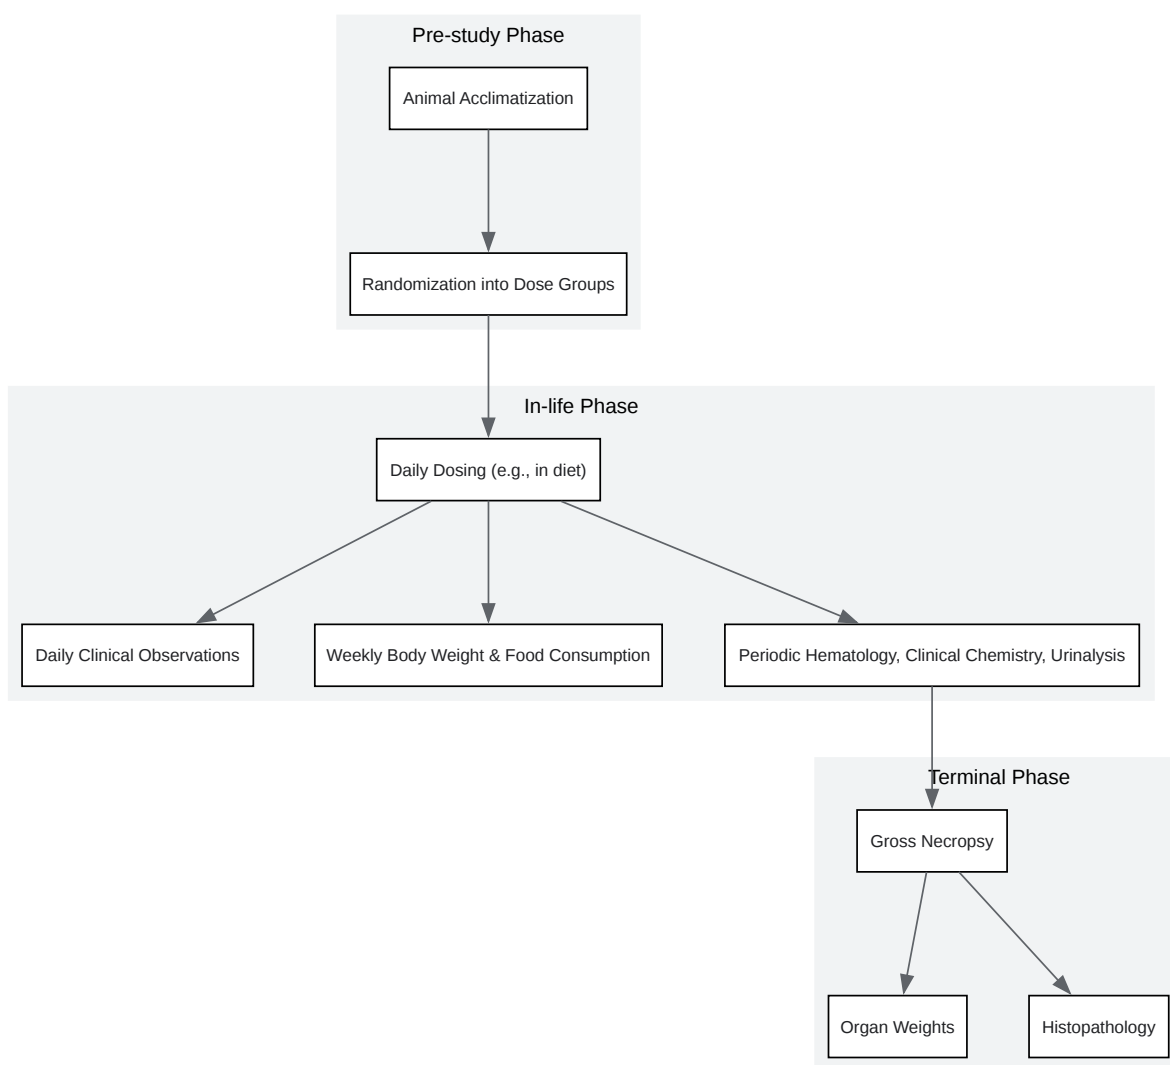 Pre-study Phase
Animal Acclimatization
Randomization into Dose Groups
In-life Phase
Daily Dosing (e.g., in diet)
Daily Clinical Observations
Weekly Body Weight & Food Consumption
Periodic Hematology, Clinical Chemistry, Urinalysis
Terminal Phase
Gross Necropsy
Organ Weights
Histopathology